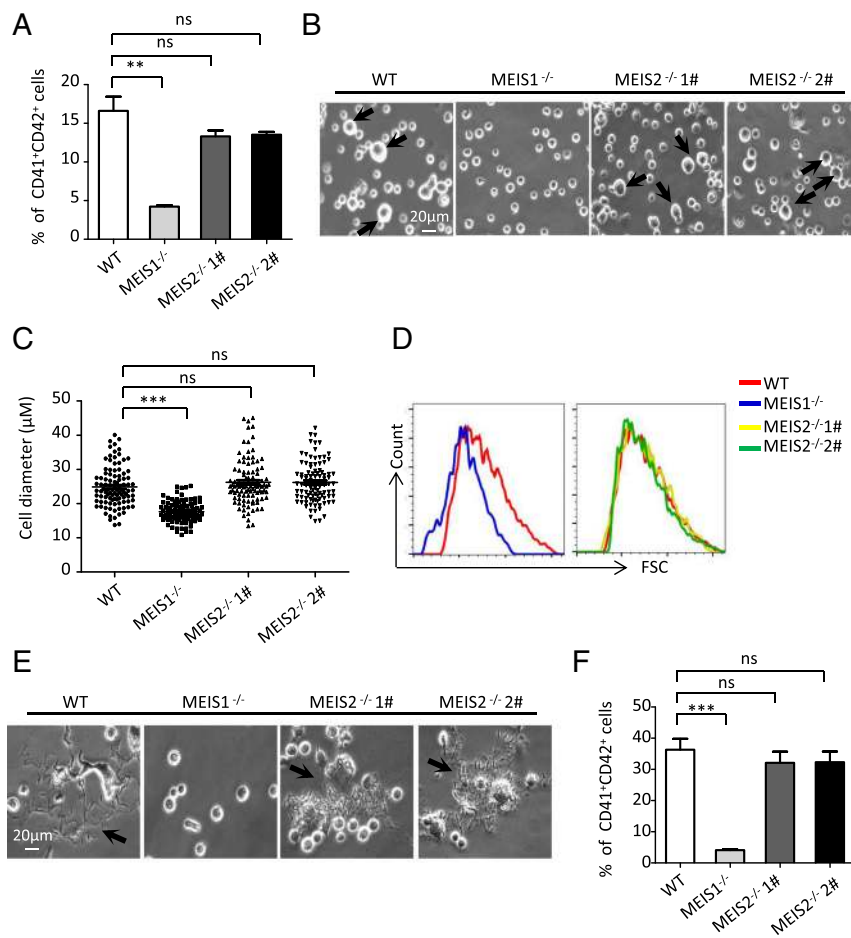 A
ns
ns
**
% of CD41+CD42+ cells
20
15
10
5
0
WT
MEIS1-/-
MEIS2-/- 1#
MEIS2-/- 2#
B
WT
MEIS1 -/-
MEIS2 -/- 1#
MEIS2 -/- 2#
20μm
C
ns
ns
***
Cell diameter (μM)
50
40
30
20
10
0
WT
MEIS1-/-
MEIS2-/- 1#
MEIS2-/- 2#
D
Count
FSC
WT
MEIS1-/-
MEIS2-/-1#
MEIS2-/-2#
E
WT
MEIS1 -/-
MEIS2 -/- 1#
MEIS2 -/- 2#
20μm
F
ns
ns
***
% of CD41+CD42+ cells
50
40
30
20
10
0
WT
MEIS1-/-
MEIS2-/- 1#
MEIS2-/- 2#